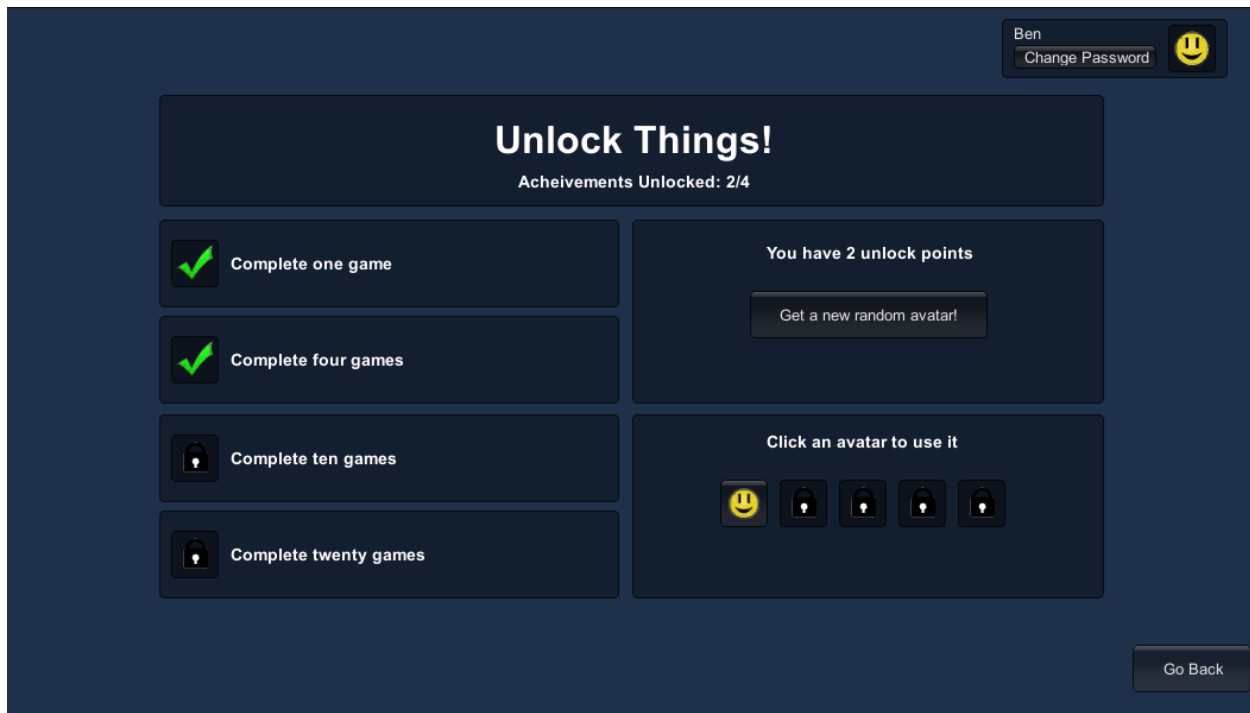 Ben
Change Password
Unlock Things!
Acheivements Unlocked: 2/4
Complete one game
Complete four games
Complete ten games
Complete twenty games
You have 2 unlock points
Get a new random avatar!
Click an avatar to use it
Go Back